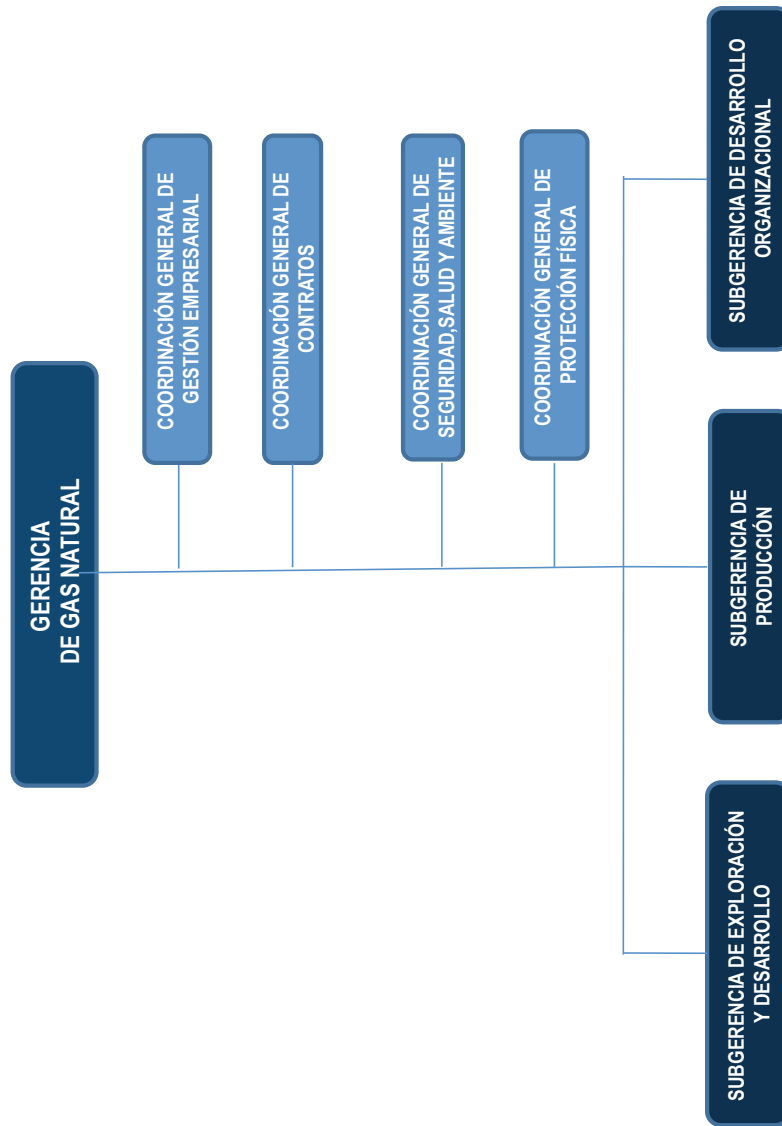 GERENCIA
DE GAS NATURAL
COORDINACIÓN GENERAL DE
GESTIÓN EMPRESARIAL
COORDINACIÓN GENERAL DE
CONTRATOS
COORDINACIÓN GENERAL DE
SEGURIDAD,SALUD Y AMBIENTE
COORDINACIÓN GENERAL DE
PROTECCIÓN FÍSICA
SUBGERENCIA DE EXPLORACIÓN
Y DESARROLLO
SUBGERENCIA DE
PRODUCCIÓN
SUBGERENCIA DE DESARROLLO
ORGANIZACIONAL